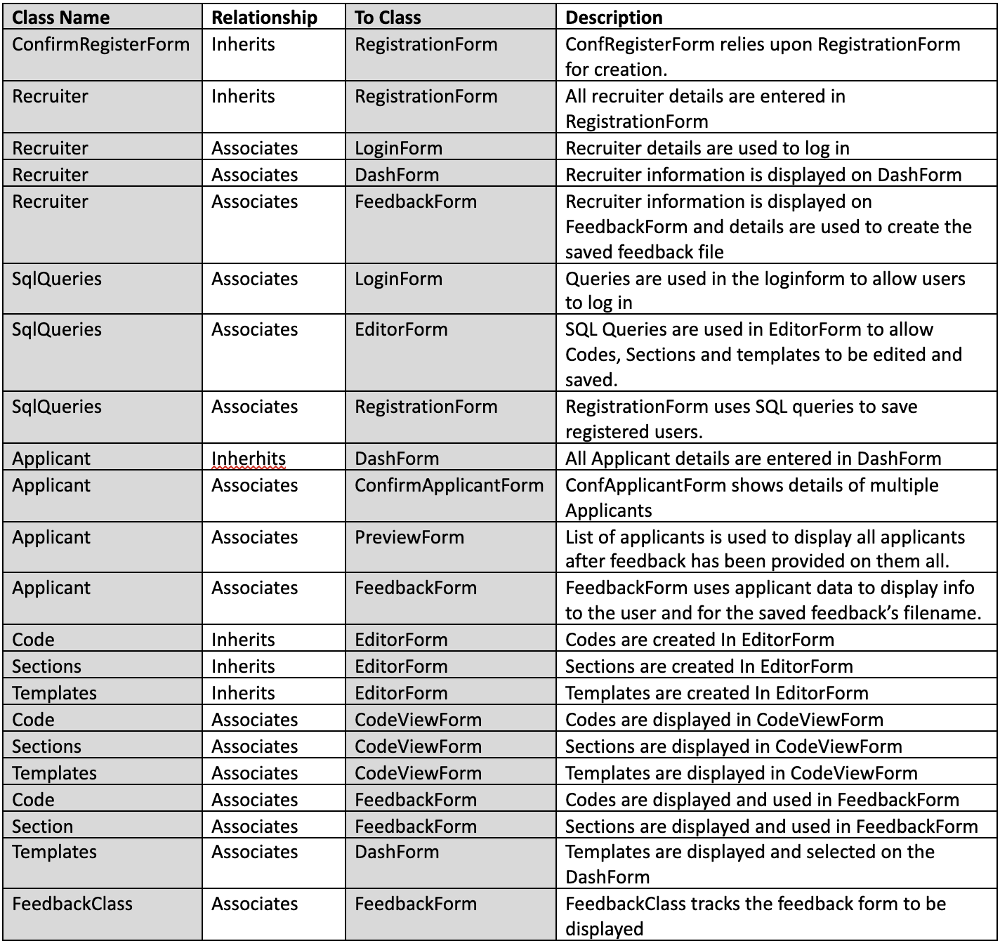 Class Name Relationship To Class Description
ConfirmRegisterForm Inherits RegistrationForm ConfRegisterForm relies upon RegistrationForm
for creation.
Recruiter Inherits RegistrationForm All recruiter details are entered in
RegistrationForm
Recruiter Associates LoginForm Recruiter details are used to log in
Recruiter Associates DashForm Recruiter information is displayed on DashForm
Recruiter Associates FeedbackForm Recruiter information is displayed on
FeedbackForm and details are used to create the
saved feedback file
SqlQueries Associates LoginForm Queries are used in the loginform to allow users
to log in
SqlQueries Associates EditorForm SQL Queries are used in EditorForm to allow
Codes, Sections and templates to be edited and
saved.
SqlQueries Associates RegistrationForm RegistrationForm uses SQL queries to save
registered users.
Applicant Inherhits DashForm All Applicant details are entered in DashForm
Applicant Associates ConfirmApplicantForm ConfApplicantForm shows details of multiple
Applicants
Applicant Associates PreviewForm List of applicants is used to display all applicants
after feedback has been provided on them all.
Applicant Associates FeedbackForm FeedbackForm uses applicant data to display info
to the user and for the saved feedback’s filename.
Code Inherits EditorForm Codes are created In EditorForm
Sections Inherits EditorForm Sections are created In EditorForm
Templates Inherits EditorForm Templates are created In EditorForm
Code Associates CodeViewForm Codes are displayed in CodeViewForm
Sections Associates CodeViewForm Sections are displayed in CodeViewForm
Templates Associates CodeViewForm Templates are displayed in CodeViewForm
Code Associates FeedbackForm Codes are displayed and used in FeedbackForm
Section Associates FeedbackForm Sections are displayed and used in FeedbackForm
Templates Associates DashForm Templates are displayed and selected on the
DashForm
FeedbackClass Associates FeedbackForm FeedbackClass tracks the feedback form to be
displayed